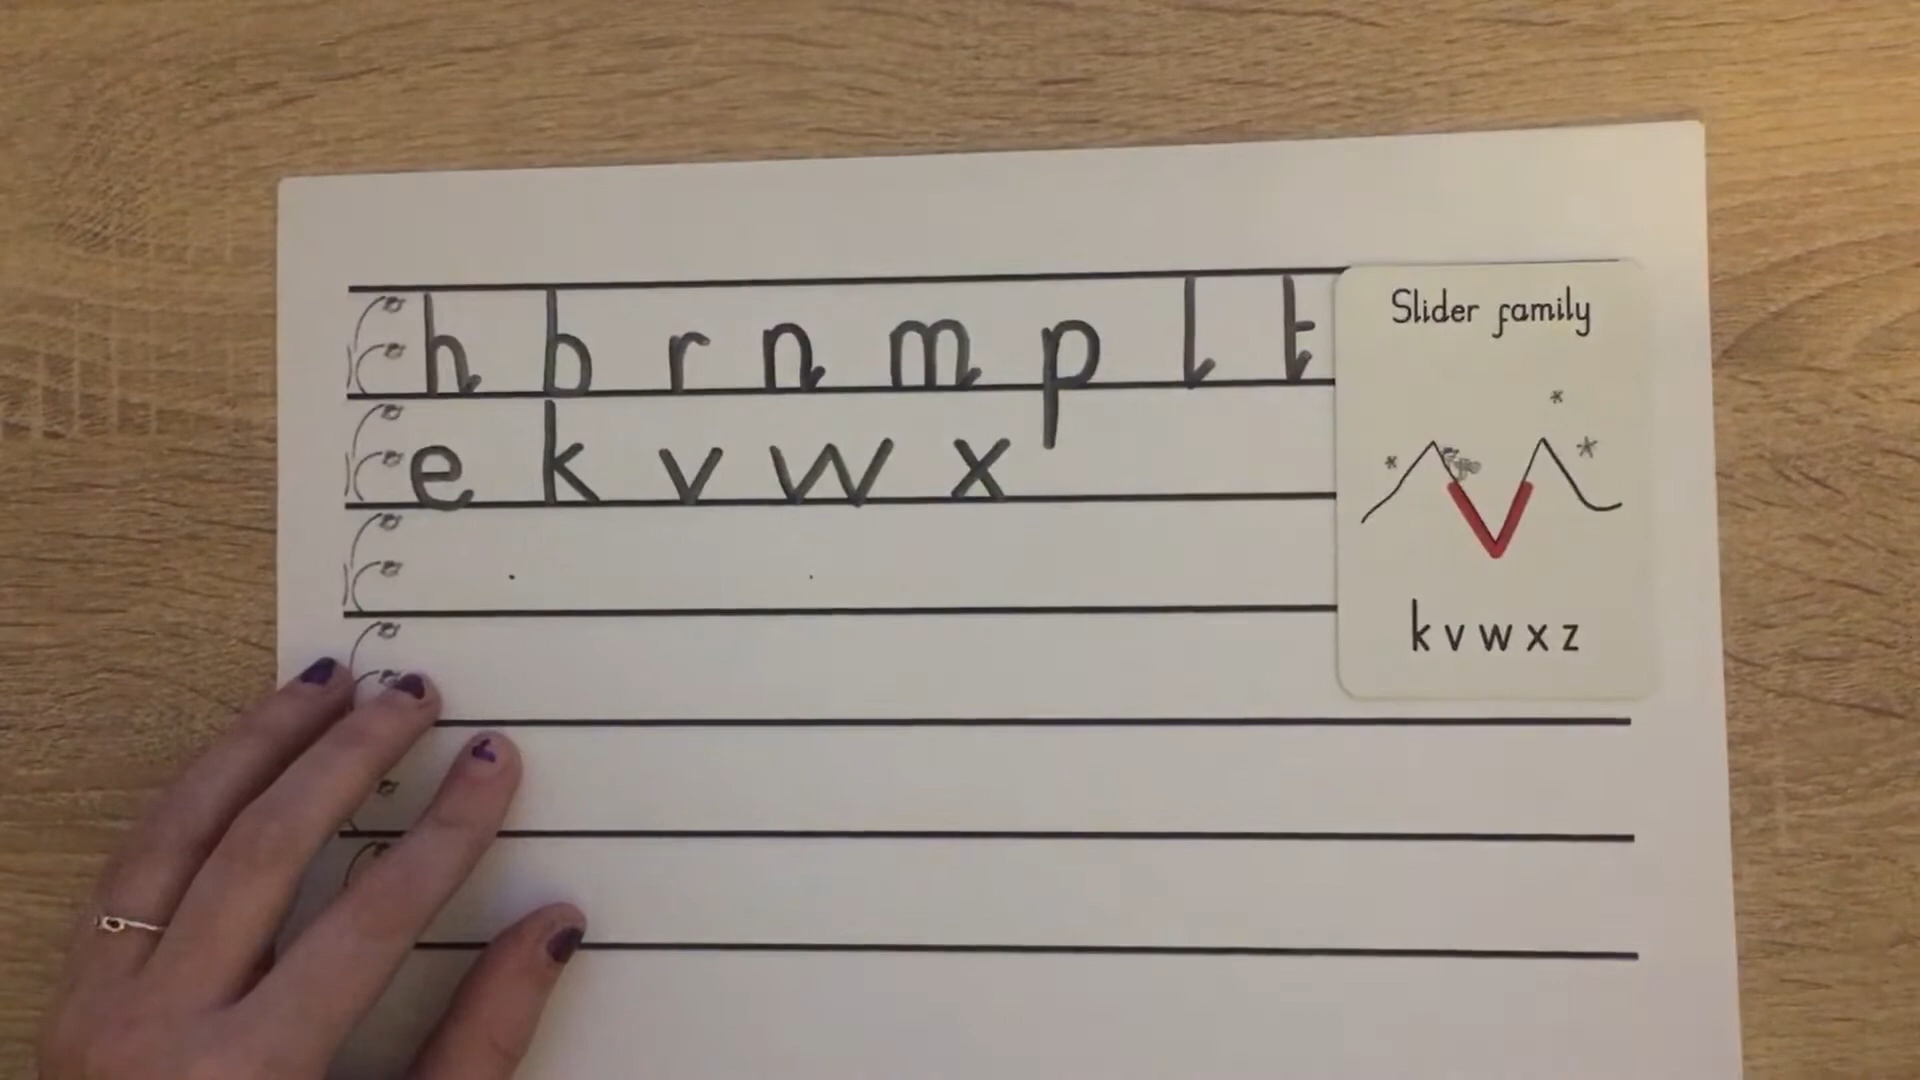 h b r n m p l t
e k v w x
Slider family
k v w x z